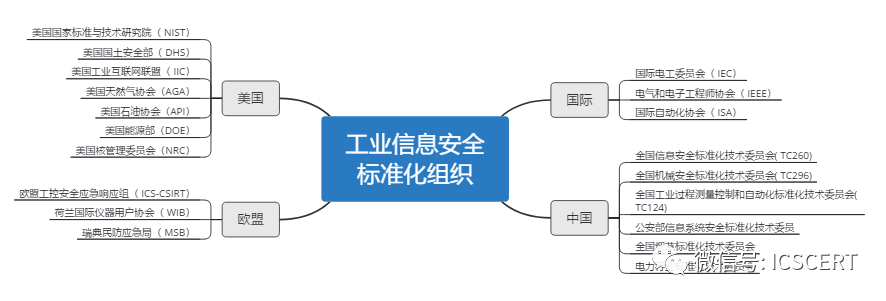 美国国家标准与技术研究院（ NIST）
美国国土安全部（ DHS）
美国工业互联网联盟（ IIC）
美国天然气协会（AGA）
美国石油协会（API）
美国能源部（DOE）
美国核管理委员会（NRC）
美国
欧盟工控安全应急响应组（ ICS-CSIRT）
荷兰国际仪器用户协会（ WIB）
瑞典民防应急局（ MSB）
欧盟
工业信息安全
标准化组织
国际
国际电工委员会（ IEC）
电气和电子工程师协会（ IEEE）
国际自动化协会（ ISA）
中国
全国信息安全标准化技术委员会( TC260)
全国机械安全标准化技术委员会( TC296)
全国工业过程测量控制和自动化标准化技术委员会(
TC124)
公安部信息系统安全标准化技术委员
全国 标准化技术委员会
电力 标准
微信号: ICSCERT